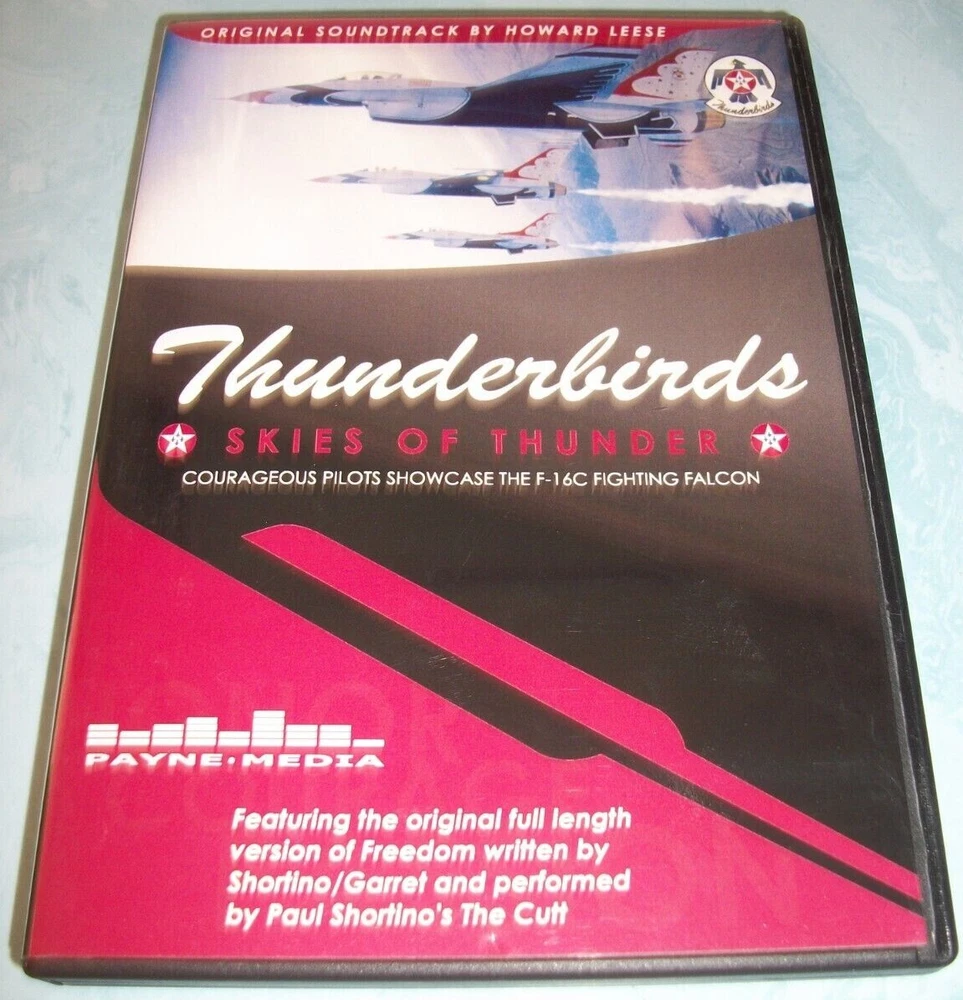 ORIGINAL SOUNDTRACK BY HOWARD LEESE
Thunderbirds
Thunderbirds
SKIES OF THUNDER
COURAGEOUS PILOTS SHOWCASE THE F-16C FIGHTING FALCON
HONOR
COURAGE
PAYNE·MEDIA
Featuring the original full length
version of Freedom written by
Shortino/Garret and performed
by Paul Shortino's The Cutt